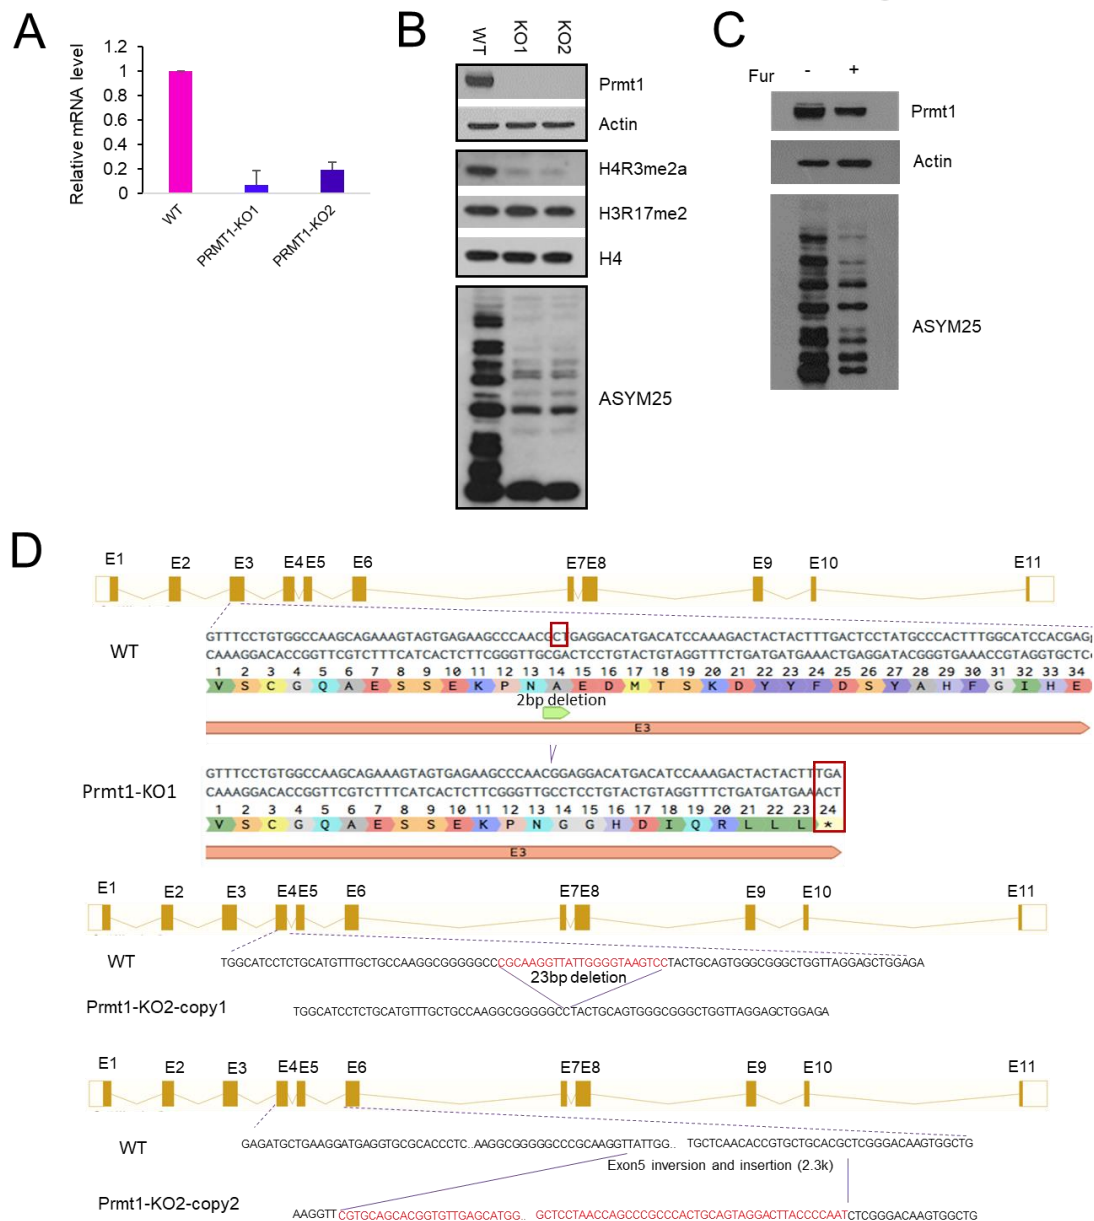 A
Relative mRNA level
1.2
1
0.8
0.6
0.4
0.2
0
WT
PRMT1-KO1
PRMT1-KO2
B
WT
KO1
KO2
Prmt1
Actin
H4R3me2a
H3R17me2
H4
ASYM25
C
Fur - +
Prmt1
Actin
ASYM25
D
E1 E2 E3 E4 E5 E6 E7 E8 E9 E10 E11
WT
GTTTCCTGTGGCCAAGCAGAAAGTAGTGAGAAGCCCAACGCTGAGGACATGACATCCAAAGACTACTACTTTGACTCCTATGCCCACTTTGGCATCCACGAG
CAAAGGACACCGGTTCGTCTTTCATCACTCTTCGGGTTGCGACTCCTGTACTGTAGGTTTCTGATGATGAAACTGAGGATACGGGTGAAACCGTAGGTGCTC
1 2 3 4 5 6 7 8 9 10 11 12 13 14 15 16 17 18 19 20 21 22 23 24 25 26 27 28 29 30 31 32 33 34
V S C G Q A E S S E K P N A E D M T S K D Y Y F D S Y A H F G I H E
2bp deletion
E3
Prmt1-KO1
GTTTCCTGTGGCCAAGCAGAAAGTAGTGAGAAGCCCAACGGAGGACATGACATCCAAAGACTACTACTTTGA
CAAAGGACACCGGTTCGTCTTTCATCACTCTTCGGGTTGCCTCCTGTACTGTAGGTTTCTGATGATGAAACT
1 2 3 4 5 6 7 8 9 10 11 12 13 14 15 16 17 18 19 20 21 22 23 24
V S C G Q A E S S E K P N G G H D I Q R L L L *
E3
E1 E2 E3 E4 E5 E6 E7 E8 E9 E10 E11
WT
TGGCATCCTCTGCATGTTTGCTGCCAAGGCGGGGGCCCGCAAGGTTATTGGGGTAAGTCCTACTGCAGTGGGCGGGCTGGTTAGGAGCTGGAGA
23bp deletion
Prmt1-KO2-copy1
TGGCATCCTCTGCATGTTTGCTGCCAAGGCGGGGGCCTACTGCAGTGGGCGGGCTGGTTAGGAGCTGGAGA
E1 E2 E3 E4 E5 E6 E7 E8 E9 E10 E11
WT
GAGATGCTGAAGGATGAGGTGCGCACCCTC..AAGGCGGGGGCCCGCAAGGTTATTGG.. TGCTCAACACCGTGCTGCACGCTCGGGACAAGTGGCTG
Exon5 inversion and insertion (2.3k)
Prmt1-KO2-copy2
AAGGTT CGTGCAGCACGGTGTTGAGCATGG.. GCTCCTAACCAGCCCGCCCACTGCAGTAGGACTTACCCCAATCTCGGGACAAGTGGCTG